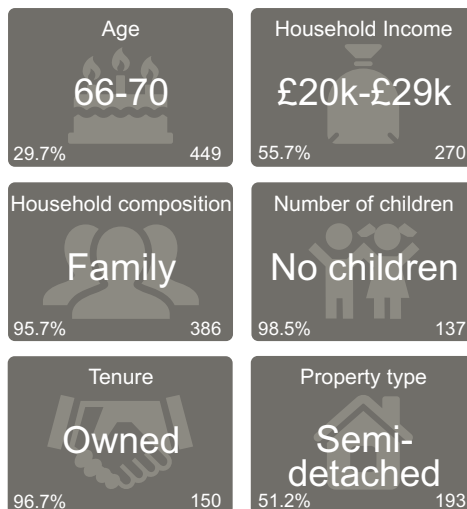 Age
66-70
29.7% 449
Household Income
£20k-£29k
55.7% 270
Household composition
Family
95.7% 386
Number of children
No children
98.5% 137
Tenure
Owned
96.7% 150
Property type
Semi-
detached
51.2% 193